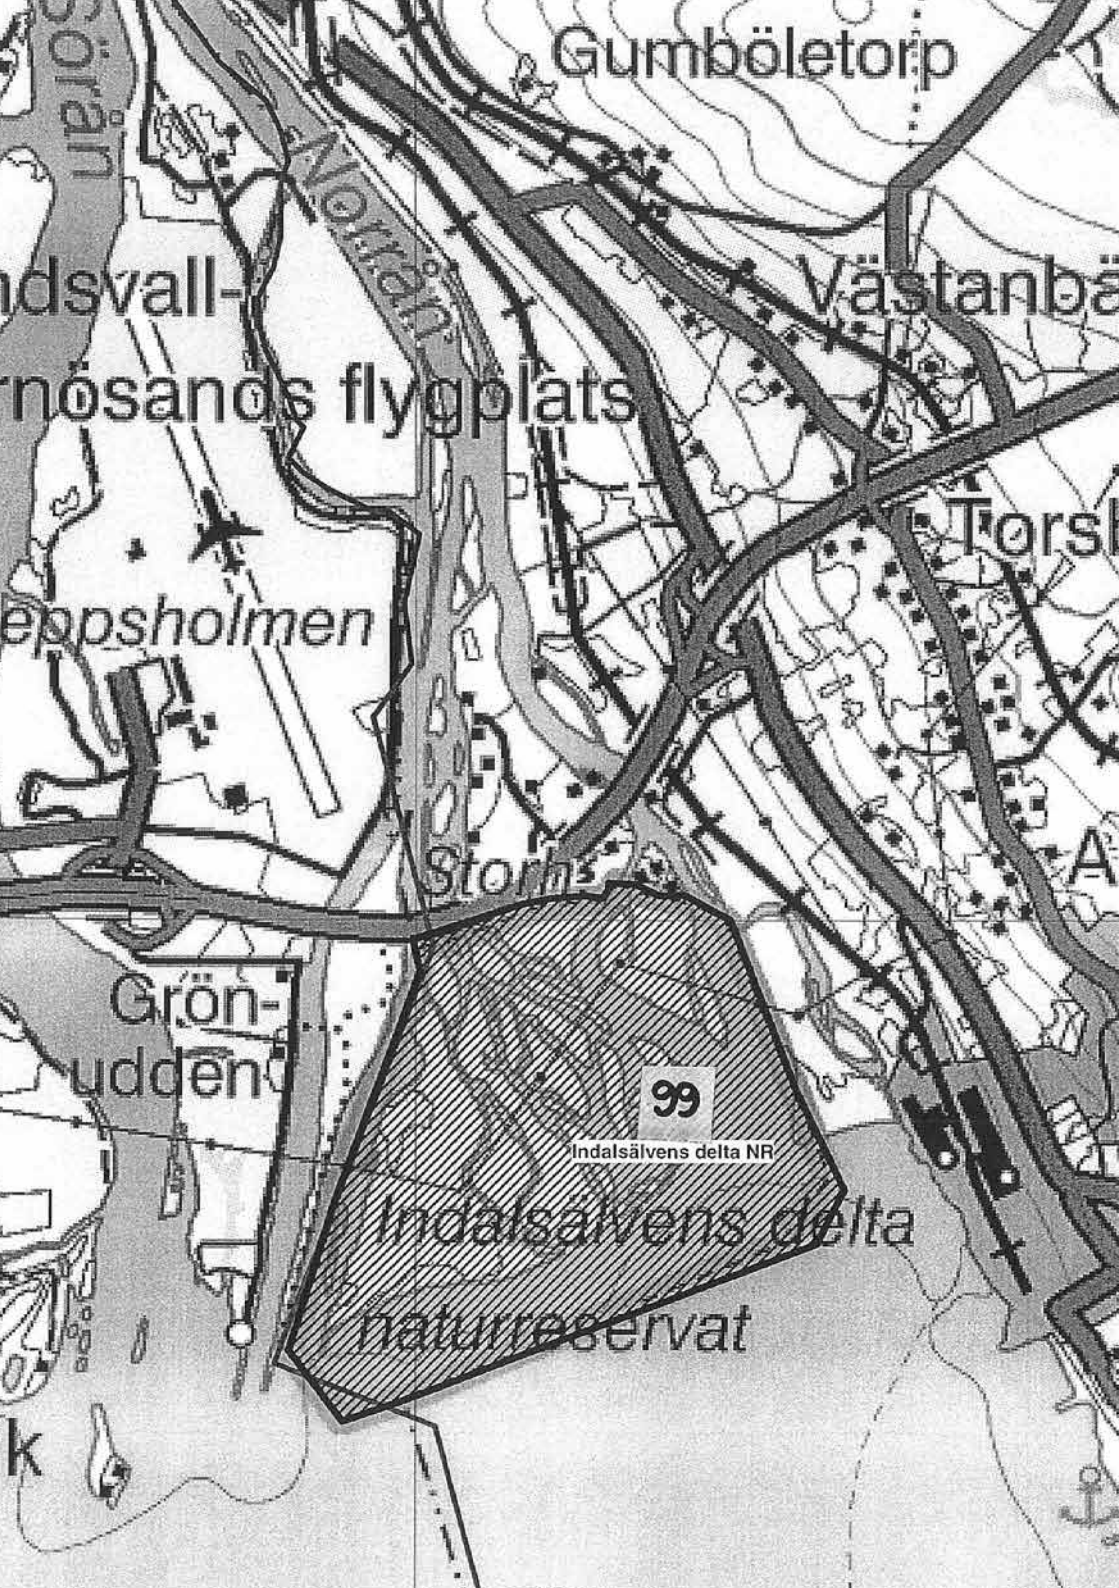 Gumböletorp
Sörån
Norrån
ndsvall-
Västanbä
rnösands flygplats
Torsb
eppsholmen
Storh
A
Grön-
udden
99
Indalsälvens delta NR
Indalsälvens delta
naturreservat
k